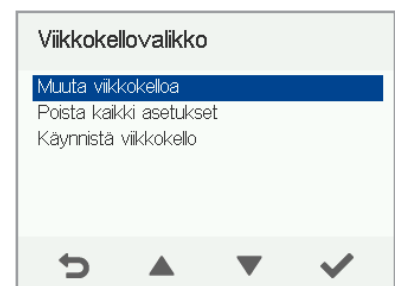 Viikkokellovalikko
Muuta viikkokelloa
Poista kaikki asetukset
Käynnistä viikkokello